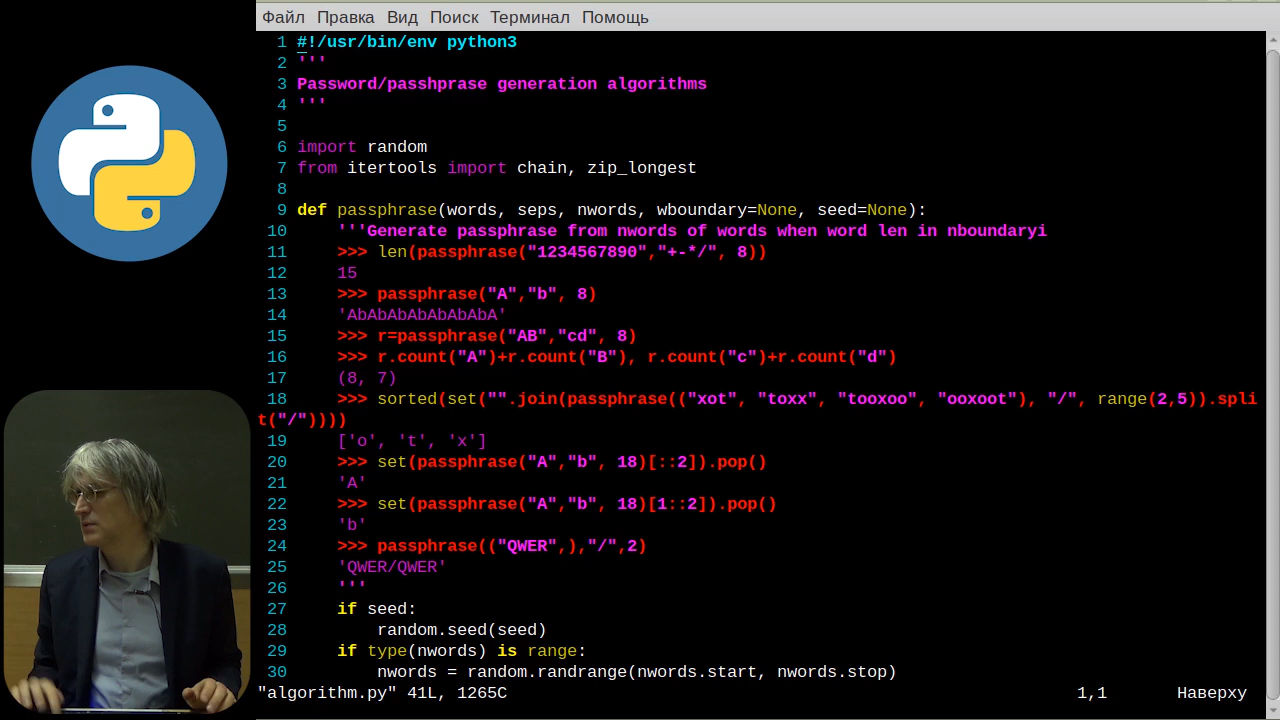 Файл Правка Вид Поиск Терминал Помощь
1 #!/usr/bin/env python3
2 '''
3 Password/passhprase generation algorithms
4 '''
5
6 import random
7 from itertools import chain, zip_longest
8
9 def passphrase(words, seps, nwords, wboundary=None, seed=None):
10     '''Generate passphrase from nwords of words when word len in nboundaryi
11     >>> len(passphrase("1234567890","+-*/", 8))
12     15
13     >>> passphrase("A","b", 8)
14     'AbAbAbAbAbAbAbA'
15     >>> r=passphrase("AB","cd", 8)
16     >>> r.count("A")+r.count("B"), r.count("c")+r.count("d")
17     (8, 7)
18     >>> sorted(set("".join(passphrase(("xot", "toxx", "tooxoo", "ooxoot"), "/", range(2,5)).spli
t("/"))))
19     ['o', 't', 'x']
20     >>> set(passphrase("A","b", 18)[::2]).pop()
21     'A'
22     >>> set(passphrase("A","b", 18)[1::2]).pop()
23     'b'
24     >>> passphrase(("QWER",),"/",2)
25     'QWER/QWER'
26     '''
27     if seed:
28         random.seed(seed)
29     if type(nwords) is range:
30         nwords = random.randrange(nwords.start, nwords.stop)
"algorithm.py" 41L, 1265C 1,1 Наверху